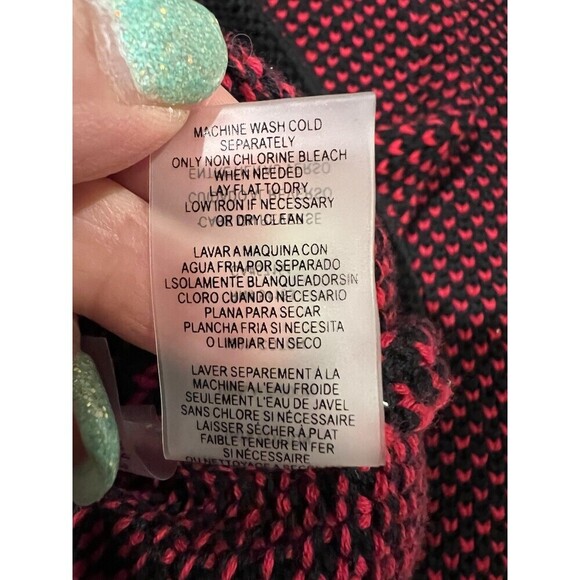 MACHINE WASH COLD
SEPARATELY
ONLY NON CHLORINE BLEACH
WHEN NEEDED
LAY FLAT TO DRY
LOW IRON IF NECESSARY
OR DRY CLEAN
LAVAR A MAQUINA CON
AGUA FRIA POR SEPARADO
LSOLAMENTE BLANQUEADORSIN
CLORO CUANDO NECESARIO
PLANA PARA SECAR
PLANCHA FRIA SI NECESITA
O LIMPIAR EN SECO
LAVER SEPAREMENT À LA
MACHINE A L'EAU FROIDE
SEULEMENT L'EAU DE JAVEL
SANS CHLORE SI NÉCESSAIRE
LAISSER SÉCHER À PLAT
FAIBLE TENEUR EN FER
SI NÉCESSAIRE
OU NETTOYAGE A SEC